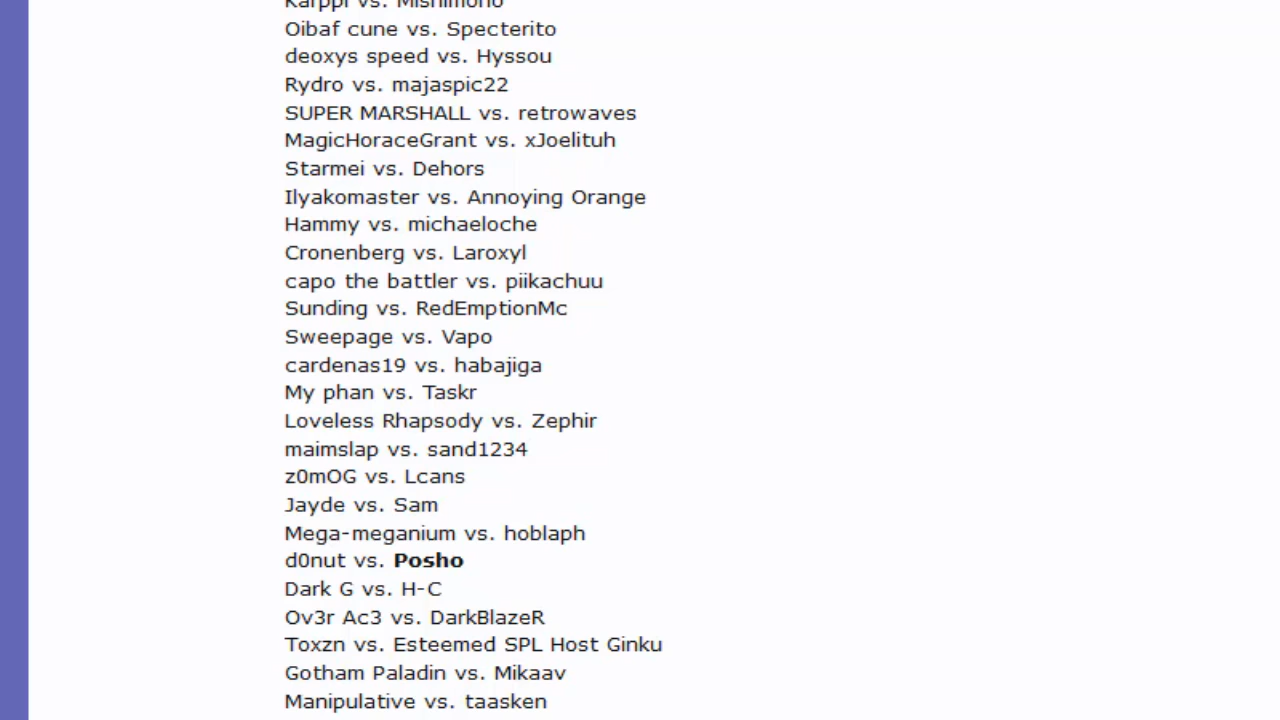 Karppi vs. Mishimono
Oibaf cune vs. Specterito
deoxys speed vs. Hyssou
Rydro vs. majaspic22
SUPER MARSHALL vs. retrowaves
MagicHoraceGrant vs. xJoelituh
Starmei vs. Dehors
Ilyakomaster vs. Annoying Orange
Hammy vs. michaeloche
Cronenberg vs. Laroxyl
capo the battler vs. piikachuu
Sunding vs. RedEmptionMc
Sweepage vs. Vapo
cardenas19 vs. habajiga
My phan vs. Taskr
Loveless Rhapsody vs. Zephir
maimslap vs. sand1234
z0mOG vs. Lcans
Jayde vs. Sam
Mega-meganium vs. hoblaph
d0nut vs. Posho
Dark G vs. H-C
Ov3r Ac3 vs. DarkBlazeR
Toxzn vs. Esteemed SPL Host Ginku
Gotham Paladin vs. Mikaav
Manipulative vs. taasken